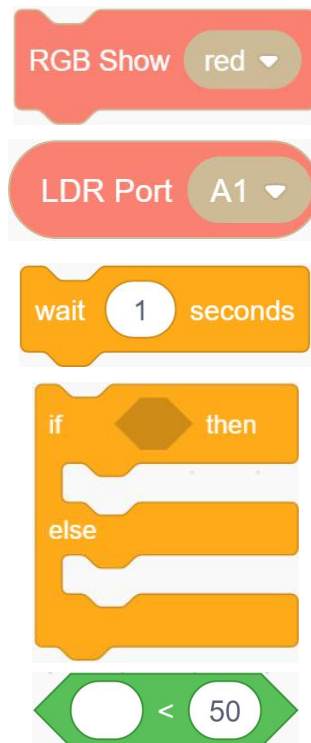 RGB Show red
LDR Port A1
wait 1 seconds
if then
else
< 50